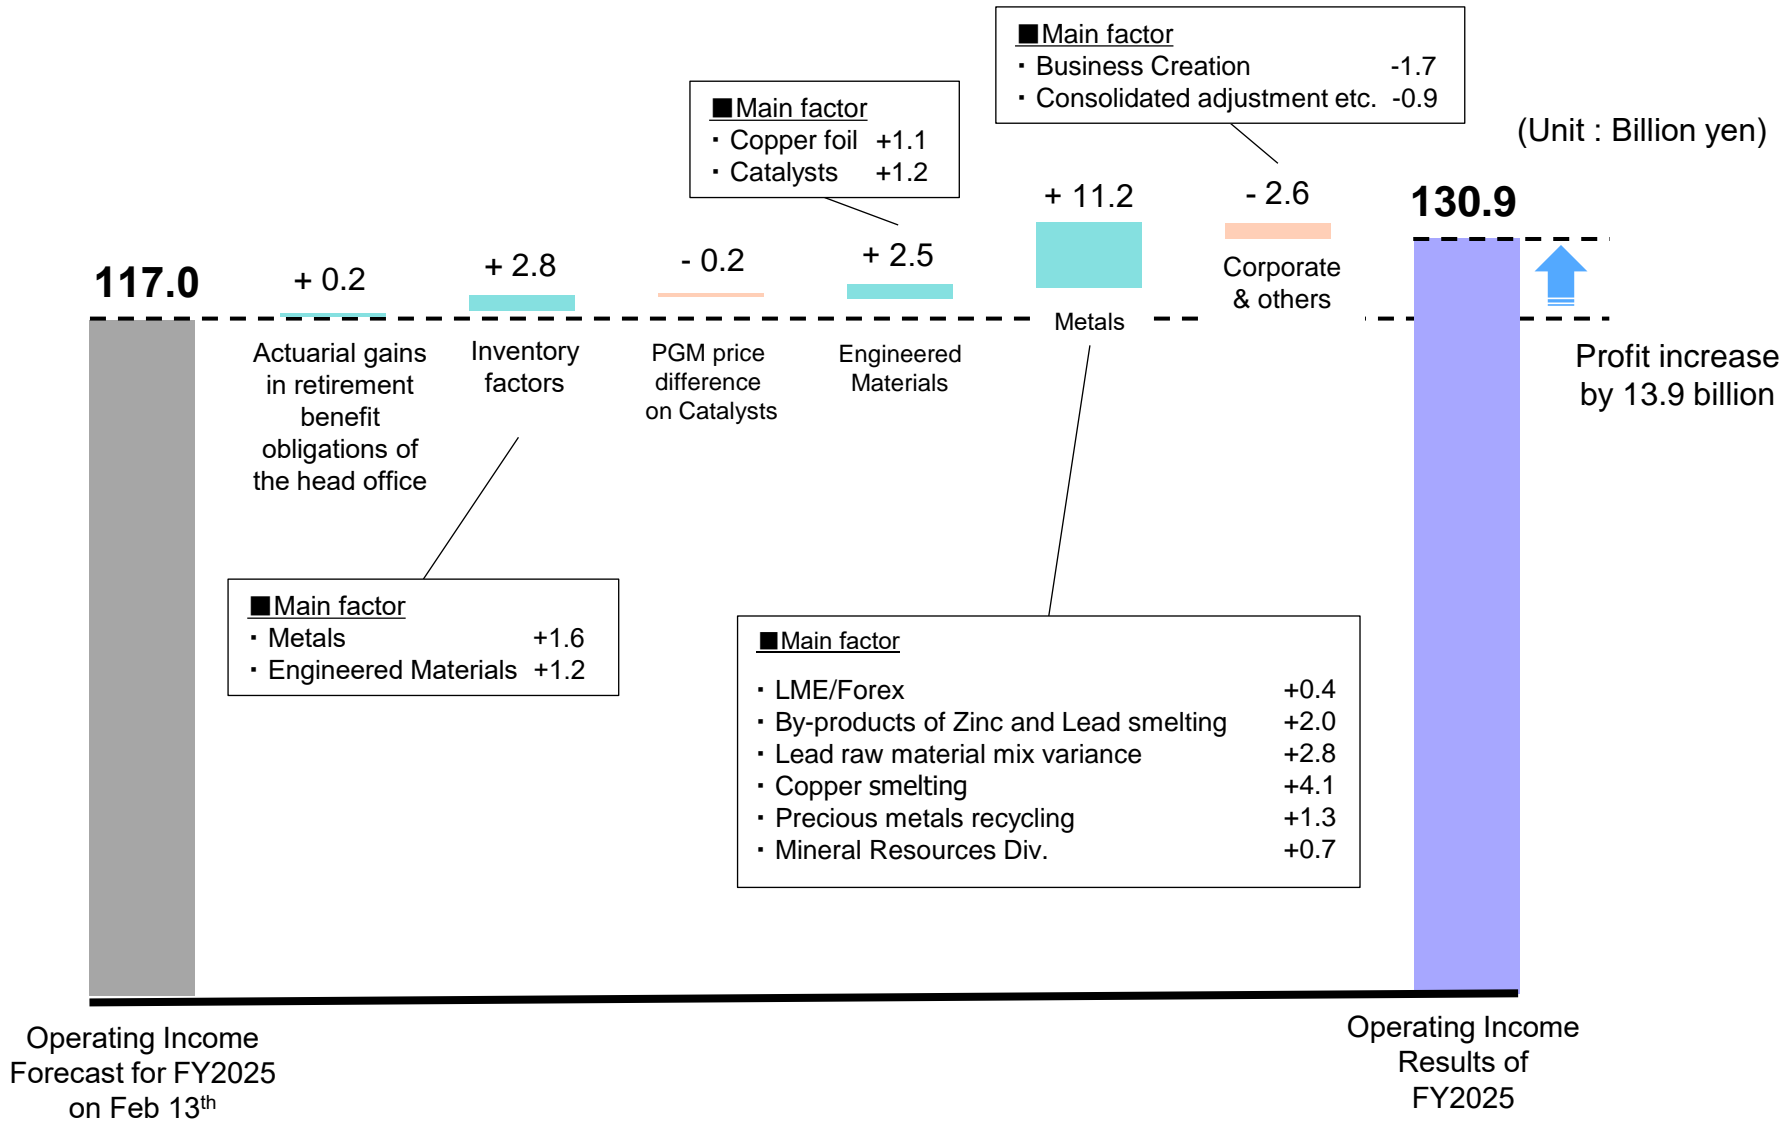 ■Main factor
・Business Creation -1.7
・Consolidated adjustment etc. -0.9
(Unit : Billion yen)
■Main factor
・Copper foil +1.1
・Catalysts +1.2
117.0
+ 0.2
+ 2.8
- 0.2
+ 2.5
+ 11.2
- 2.6
130.9
Actuarial gains
in retirement
benefit
obligations of
the head office
Inventory
factors
PGM price
difference
on Catalysts
Engineered
Materials
Metals
Corporate
& others
Profit increase
by 13.9 billion
■Main factor
・Metals +1.6
・Engineered Materials +1.2
■Main factor
・LME/Forex +0.4
・By-products of Zinc and Lead smelting +2.0
・Lead raw material mix variance +2.8
・Copper smelting +4.1
・Precious metals recycling +1.3
・Mineral Resources Div. +0.7
Operating Income
Forecast for FY2025
on Feb 13th
Operating Income
Results of
FY2025